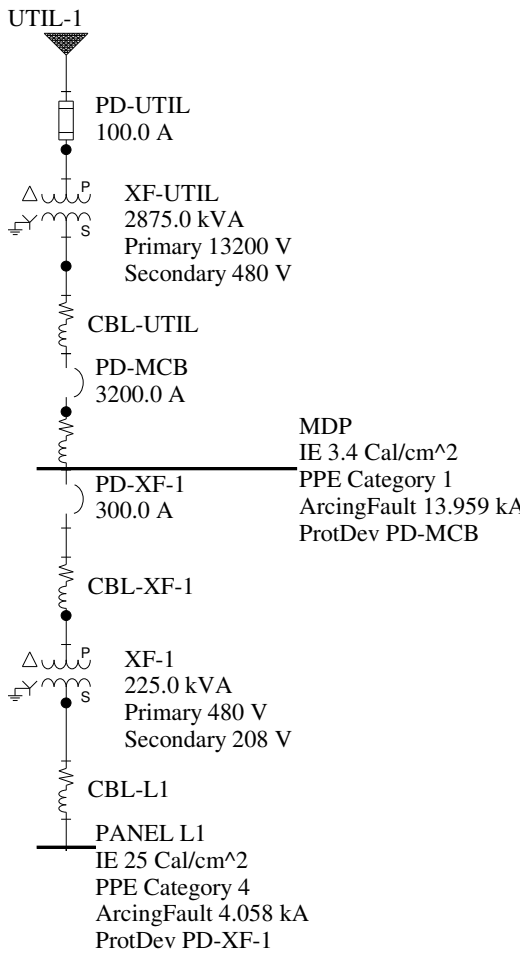 UTIL-1
PD-UTIL
100.0 A
P
S
XF-UTIL
2875.0 kVA
Primary 13200 V
Secondary 480 V
CBL-UTIL
PD-MCB
3200.0 A
MDP
IE 3.4 Cal/cm^2
PPE Category 1
ArcingFault 13.959 kA
ProtDev PD-MCB
PD-XF-1
300.0 A
CBL-XF-1
P
S
XF-1
225.0 kVA
Primary 480 V
Secondary 208 V
CBL-L1
PANEL L1
IE 25 Cal/cm^2
PPE Category 4
ArcingFault 4.058 kA
ProtDev PD-XF-1